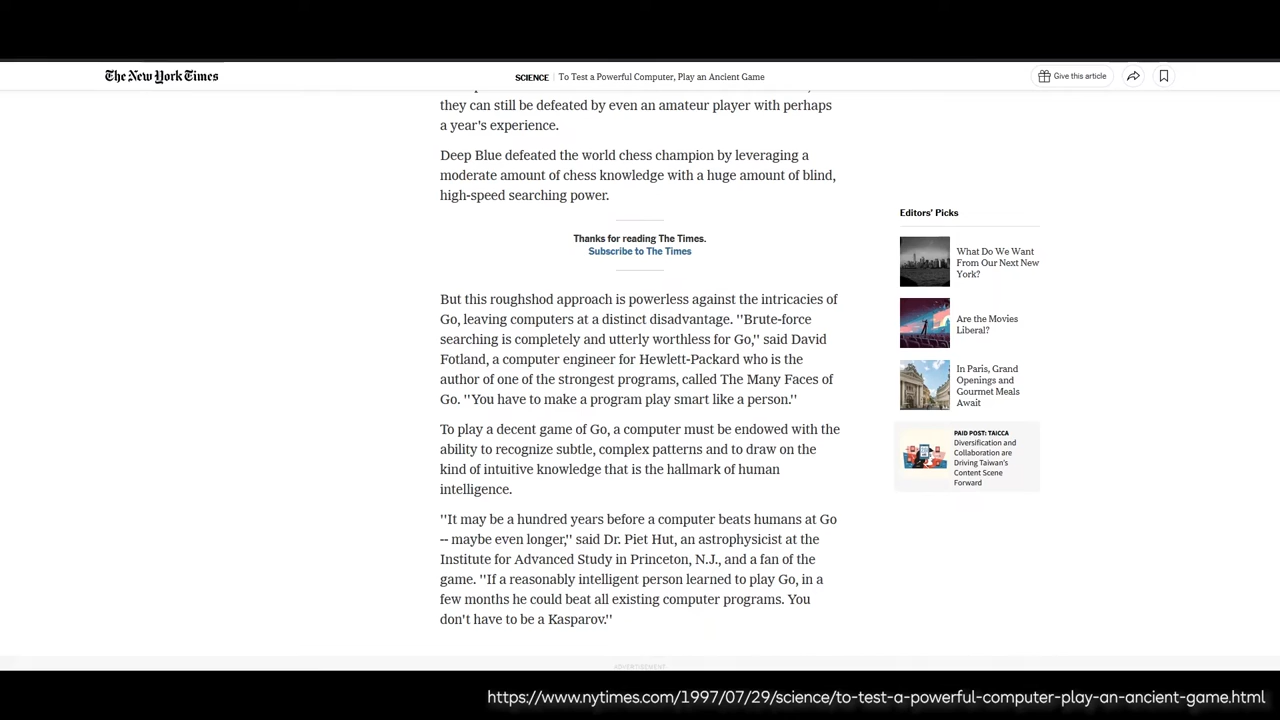 The New York Times
SCIENCE | To Test a Powerful Computer, Play an Ancient Game
Give this article
they can still be defeated by even an amateur player with perhaps
a year's experience.
Deep Blue defeated the world chess champion by leveraging a
moderate amount of chess knowledge with a huge amount of blind,
high-speed searching power.
Thanks for reading The Times.
Subscribe to The Times
But this roughshod approach is powerless against the intricacies of
Go, leaving computers at a distinct disadvantage. ''Brute-force
searching is completely and utterly worthless for Go,'' said David
Fotland, a computer engineer for Hewlett-Packard who is the
author of one of the strongest programs, called The Many Faces of
Go. ''You have to make a program play smart like a person.''
To play a decent game of Go, a computer must be endowed with the
ability to recognize subtle, complex patterns and to draw on the
kind of intuitive knowledge that is the hallmark of human
intelligence.
''It may be a hundred years before a computer beats humans at Go
-- maybe even longer,'' said Dr. Piet Hut, an astrophysicist at the
Institute for Advanced Study in Princeton, N.J., and a fan of the
game. ''If a reasonably intelligent person learned to play Go, in a
few months he could beat all existing computer programs. You
don't have to be a Kasparov.''
Editors' Picks
What Do We Want
From Our Next New
York?
Are the Movies
Liberal?
In Paris, Grand
Openings and
Gourmet Meals
Await
PAID POST: TAICCA
Diversification and
Collaboration are
Driving Taiwan's
Content Scene
Forward
ADVERTISEMENT
https://www.nytimes.com/1997/07/29/science/to-test-a-powerful-computer-play-an-ancient-game.html